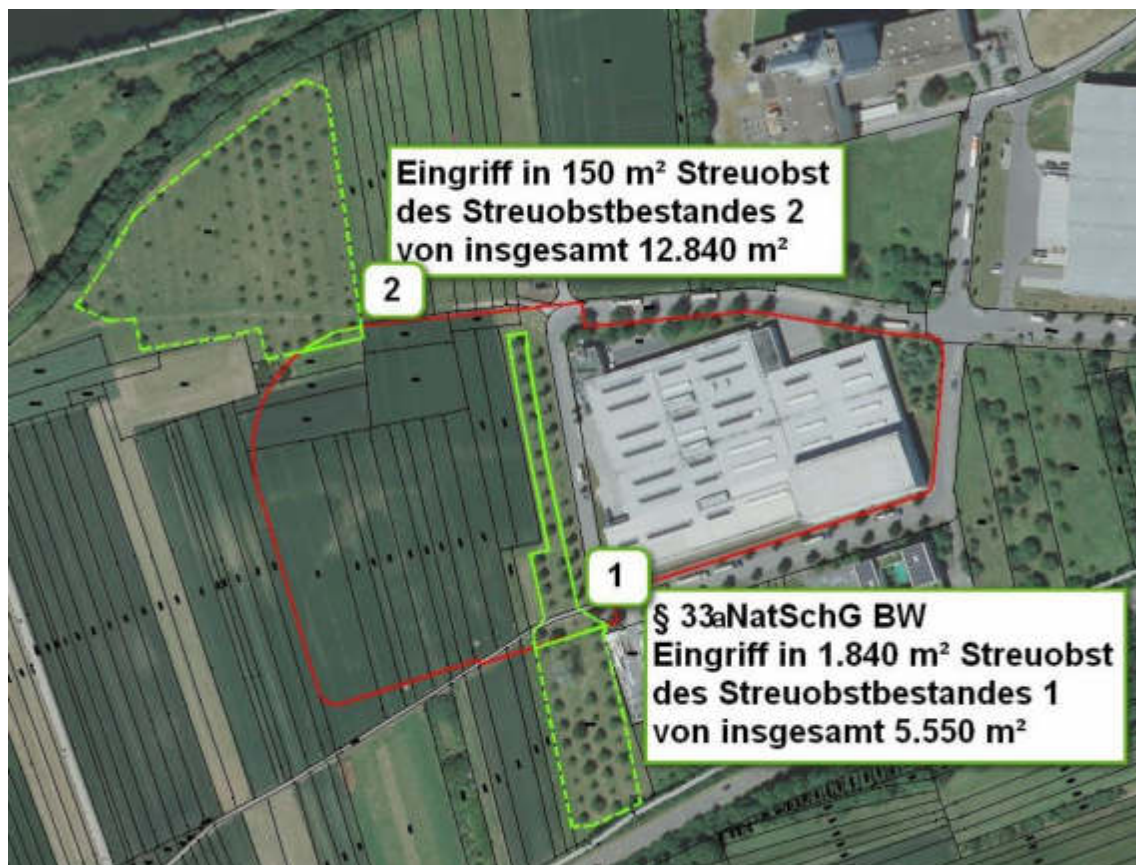 Eingriff in 150 m² Streuobst
des Streuobstbestandes 2
von insgesamt 12.840 m²
2
1
§ 33aNatSchG BW
Eingriff in 1.840 m² Streuobst
des Streuobstbestandes 1
von insgesamt 5.550 m²